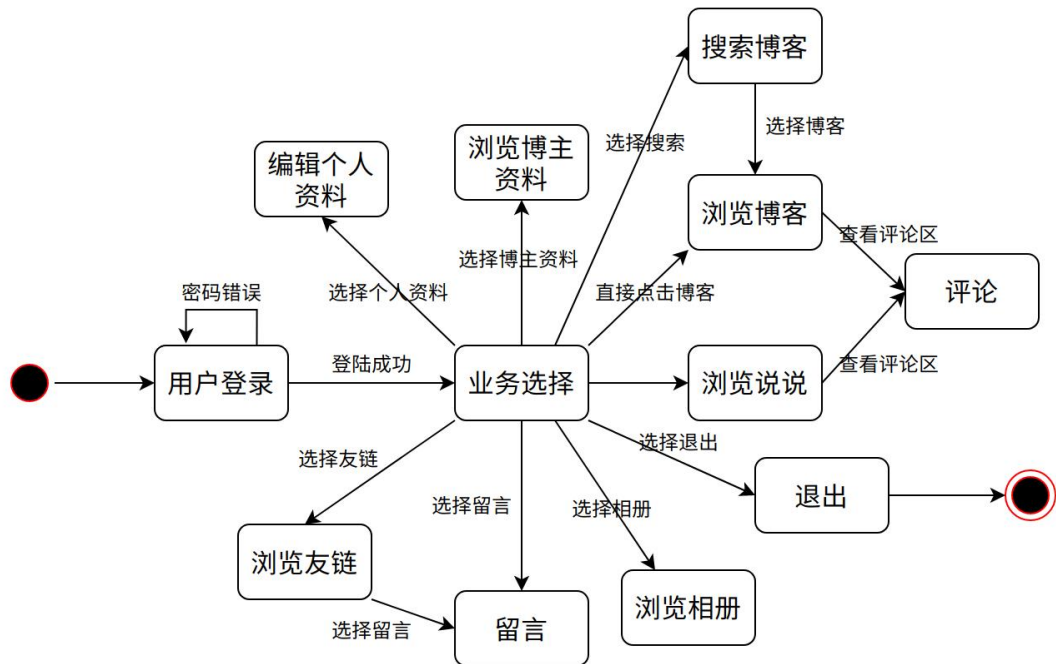 搜索博客
选择搜索
选择博客
编辑个人
资料
浏览博主
资料
浏览博客
查看评论区
选择博主资料
评论
密码错误
选择个人资料
直接点击博客
用户登录
登陆成功
业务选择
浏览说说
查看评论区
选择友链
选择退出
选择留言
选择相册
退出
浏览友链
浏览相册
选择留言
留言